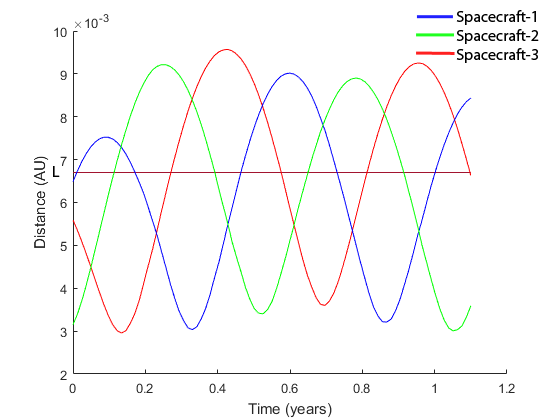 ×10⁻³
Spacecraft-1
Spacecraft-2
Spacecraft-3
10
9
8
7
L
6
5
4
3
2
Distance (AU)
0 0.2 0.4 0.6 0.8 1 1.2
Time (years)